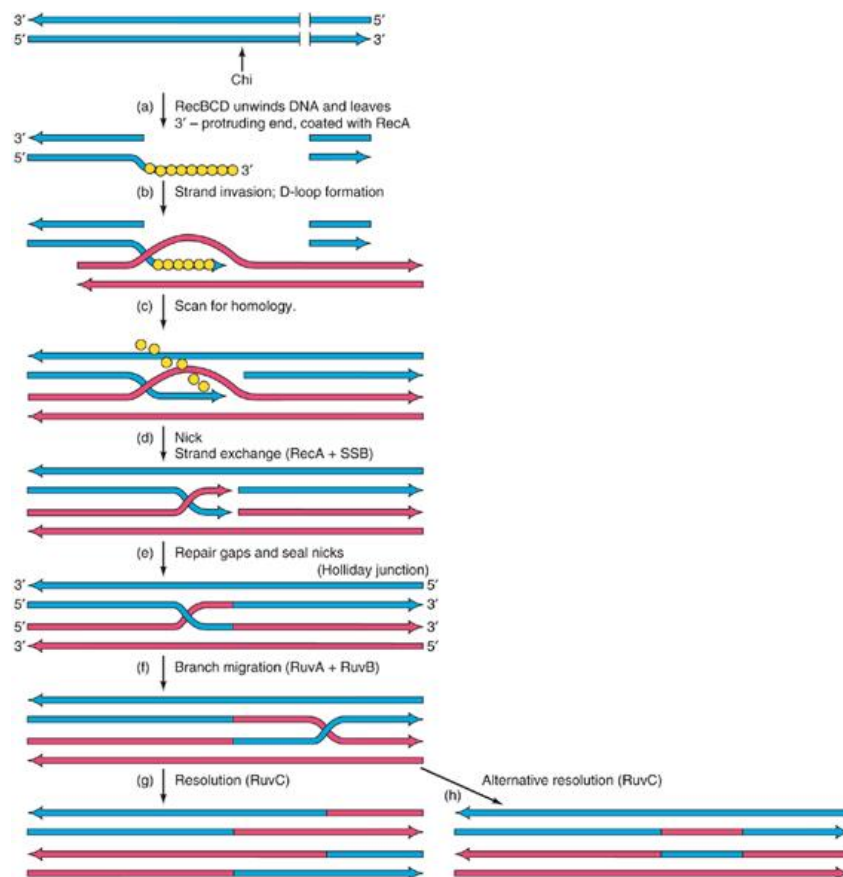 3′ 5′
5′ 3′
Chi
(a) RecBCD unwinds DNA and leaves
3′ – protruding end, coated with RecA
3′
5′ 3′
(b) Strand invasion; D-loop formation
(c) Scan for homology.
(d) Nick
Strand exchange (RecA + SSB)
(e) Repair gaps and seal nicks
(Holliday junction)
3′ 5′
5′ 3′
5′ 3′
3′ 5′
(f) Branch migration (RuvA + RuvB)
(g) Resolution (RuvC)
(h) Alternative resolution (RuvC)